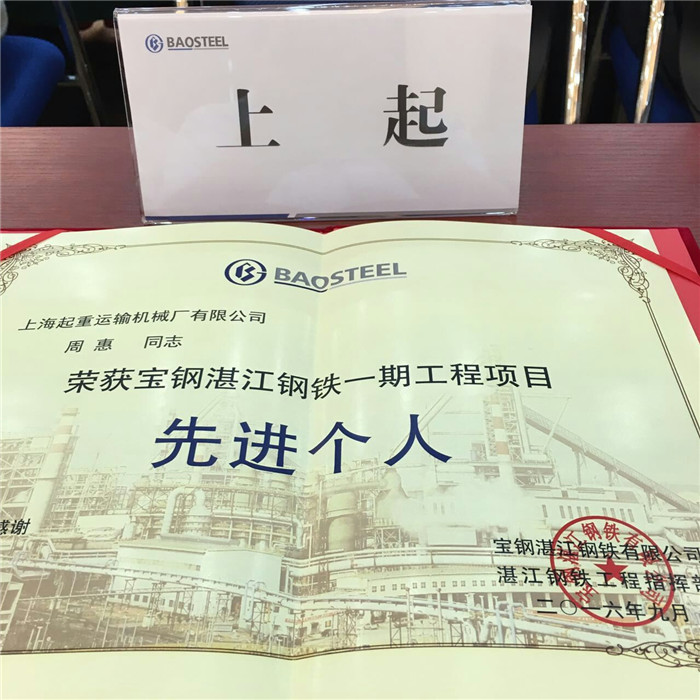 BAOSTEEL
上 起
BAOSTEEL
上海起重运输机械厂有限公司
周惠 同志
荣获宝钢湛江钢铁一期工程项目
先进个人
感谢
宝钢湛江钢铁有限公司
湛江钢铁工程指挥部
二〇一六年九月